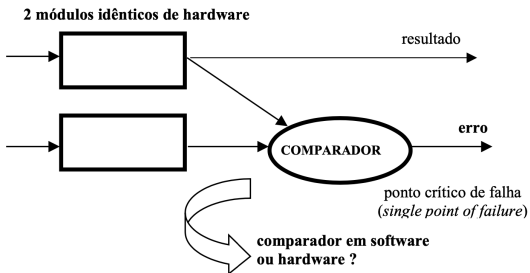 2 módulos idênticos de hardware
resultado
erro
COMPARADOR
ponto crítico de falha
(single point of failure)
comparador em software
ou hardware ?